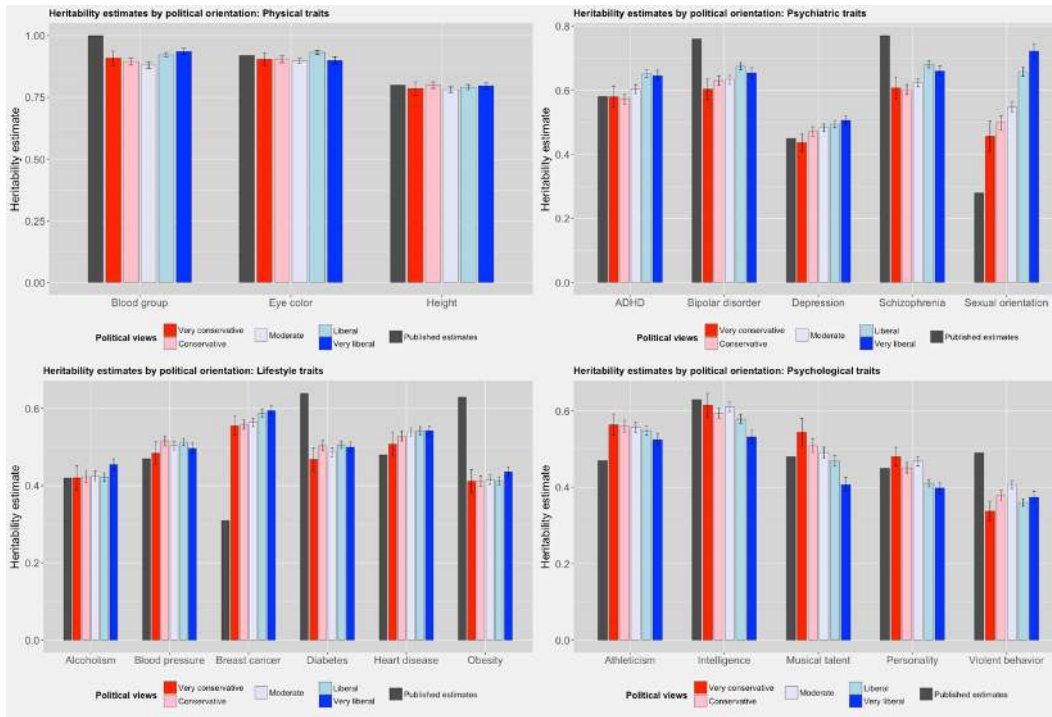 Heritability estimates by political orientation: Physical traits
Heritability estimate
1.00
0.75
0.50
0.25
0.00
Blood group Eye color Height
Political views Very conservative Conservative Moderate Liberal Very liberal Published estimates
Heritability estimates by political orientation: Psychiatric traits
Heritability estimate
0.8
0.6
0.4
0.2
0.0
ADHD Bipolar disorder Depression Schizophrenia Sexual orientation
Political views Very conservative Conservative Moderate Liberal Very liberal Published estimates
Heritability estimates by political orientation: Lifestyle traits
Heritability estimate
0.6
0.4
0.2
0.0
Alcoholism Blood pressure Breast cancer Diabetes Heart disease Obesity
Political views Very conservative Conservative Moderate Liberal Very liberal Published estimates
Heritability estimates by political orientation: Psychological traits
Heritability estimate
0.6
0.4
0.2
0.0
Athleticism Intelligence Musical talent Personality Violent behavior
Political views Very conservative Conservative Moderate Liberal Very liberal Published estimates